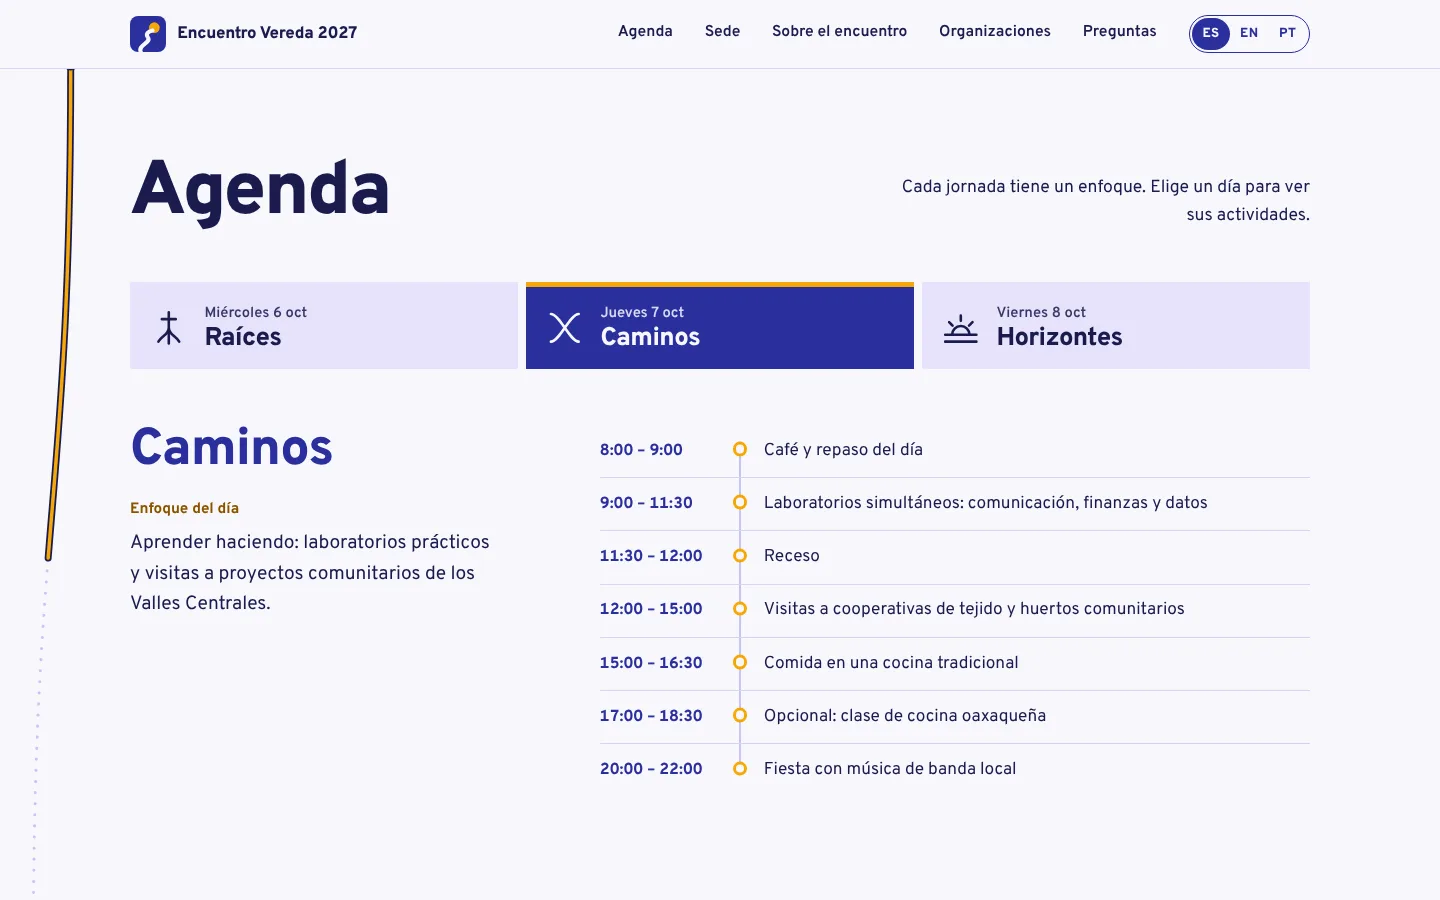 Encuentro Vereda 2027
Agenda
Sede
Sobre el encuentro
Organizaciones
Preguntas
ES
EN
PT
Agenda
Cada jornada tiene un enfoque. Elige un día para ver
sus actividades.
Miércoles 6 oct
Raíces
Jueves 7 oct
Caminos
Viernes 8 oct
Horizontes
Caminos
Enfoque del día
Aprender haciendo: laboratorios prácticos
y visitas a proyectos comunitarios de los
Valles Centrales.
8:00 – 9:00 Café y repaso del día
9:00 – 11:30 Laboratorios simultáneos: comunicación, finanzas y datos
11:30 – 12:00 Receso
12:00 – 15:00 Visitas a cooperativas de tejido y huertos comunitarios
15:00 – 16:30 Comida en una cocina tradicional
17:00 – 18:30 Opcional: clase de cocina oaxaqueña
20:00 – 22:00 Fiesta con música de banda local